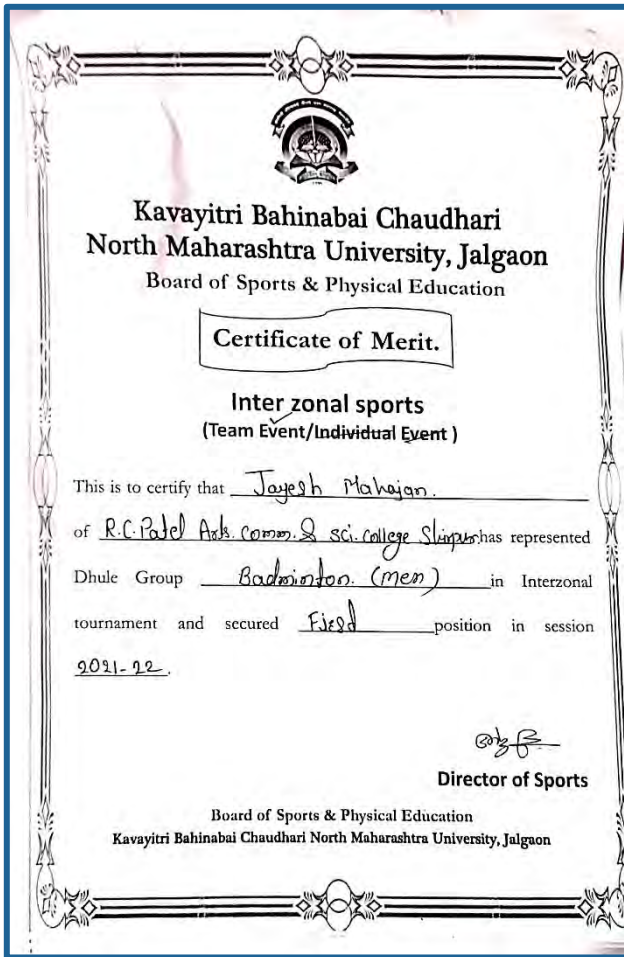 Kavayitri Bahinabai Chaudhari
North Maharashtra University, Jalgaon
Board of Sports & Physical Education
Certificate of Merit.
Inter zonal sports
(Team Event/Individual Event )
This is to certify that Jayesh Mahajan.
of R.C. Patel Arts. Comm. & sci. college Shirpur has represented
Dhule Group Badminton. (men) in Interzonal
tournament and secured First position in session
2021-22.
Director of Sports
Board of Sports & Physical Education
Kavayitri Bahinabai Chaudhari North Maharashtra University, Jalgaon